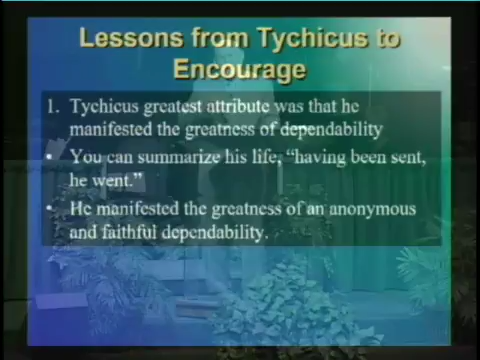 Lessons from Tychicus to
Encourage
1. Tychicus greatest attribute was that he
manifested the greatness of dependability
• You can summarize his life, “having been sent,
he went.”
• He manifested the greatness of an anonymous
and faithful dependability.